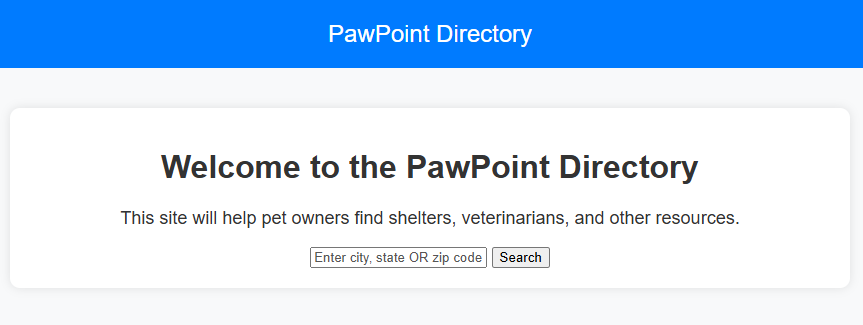 PawPoint Directory
Welcome to the PawPoint Directory
This site will help pet owners find shelters, veterinarians, and other resources.
Enter city, state OR zip code Search